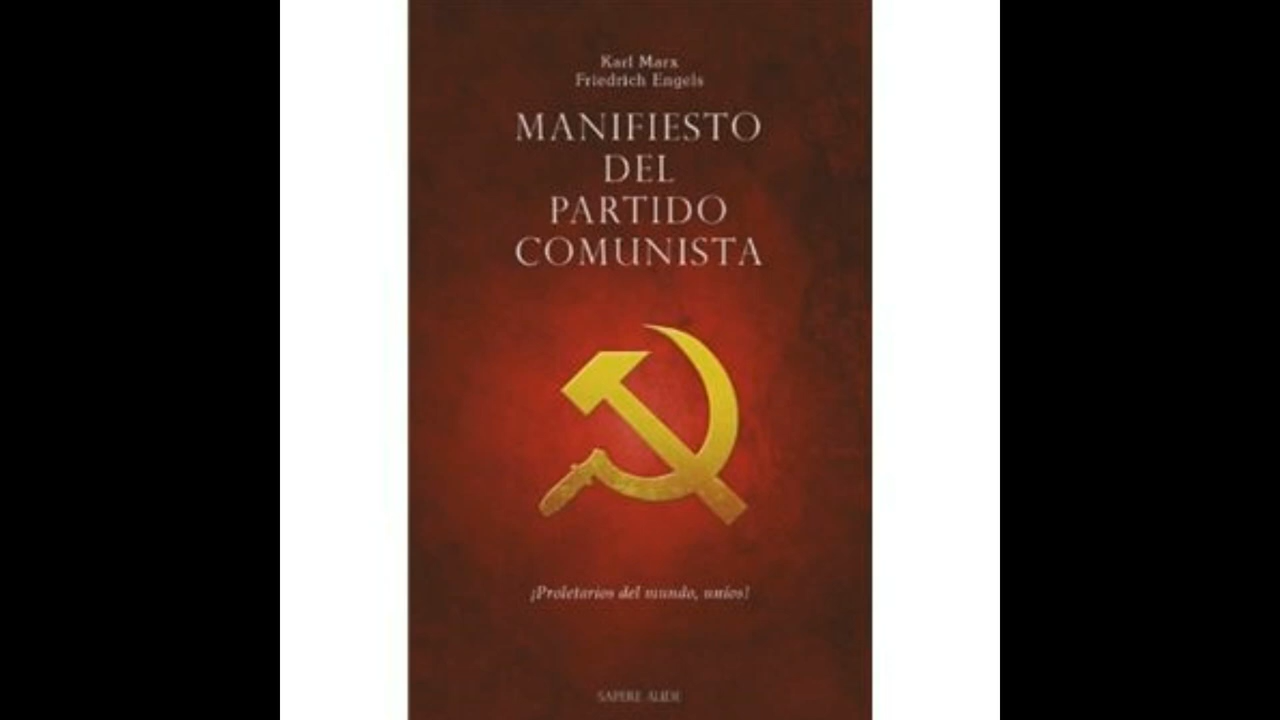 Karl Marx
Friedrich Engels
MANIFIESTO
DEL
PARTIDO
COMUNISTA
¡Proletarios del mundo, uníos!
SAPERE AUDE